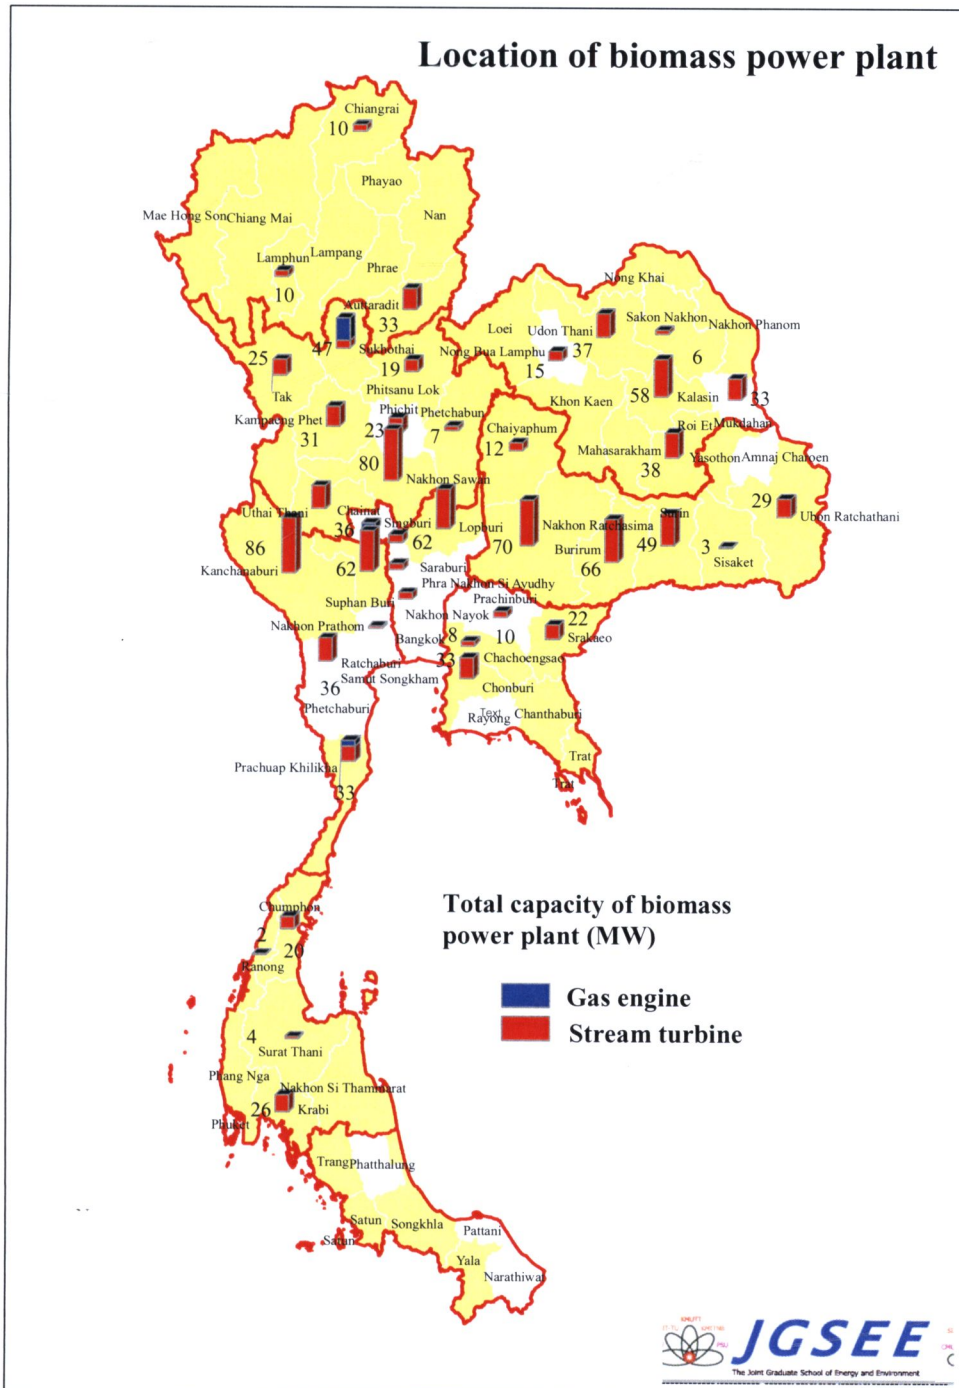 Location of biomass power plant
Chiangrai
10
Phayao
Mae Hong Son
Chiang Mai
Nan
Lamphun
Lampang
10
Phrae
Auttaradit
33
47
Sukhothai
25
Tak
19
Phitsanu Lok
Nong Khai
Loei
Udon Thani
37
Sakon Nakhon
Nakhon Phanom
6
Nong Bua Lamphu
15
58
Kalasin
33
Khon Kaen
Kampaeng Phet
31
Phichit
23
Phetchabun
7
80
Nakhon Sawan
Chaiyaphum
12
Roi Et
Mukdahan
Mahasarakham
38
Yasothon
Amnaj Charoen
29
Ubon Ratchathani
Uthai Thani
Chainat
36
Singburi
62
Lopburi
70
Nakhon Ratchasima
Burirum
66
Surin
49
3
Sisaket
86
Kanchanaburi
62
Saraburi
Phra Nakhon Si Ayudhy
Suphan Buri
Prachinburi
Nakhon Nayok
10
22
Srakaeo
Nakhon Prathom
Bangkok
8
33
Chachoengsao
Ratchaburi
Samut Songkham
36
Phetchaburi
Chonburi
Text
Rayong
Chanthaburi
Trat
Trat
Prachuap Khilikha
33
Chumphon
2
20
Ranong
Total capacity of biomass
power plant (MW)
Gas engine
Stream turbine
4
Surat Thani
Phang Nga
Nakhon Si Thammarat
26
Krabi
Phuket
Trang
Phatthalung
Satun
Songkhla
Satun
Pattani
Yala
Narathiwat
KMUTT
PSU
JGSEE
The Joint Graduate School of Energy and Environment